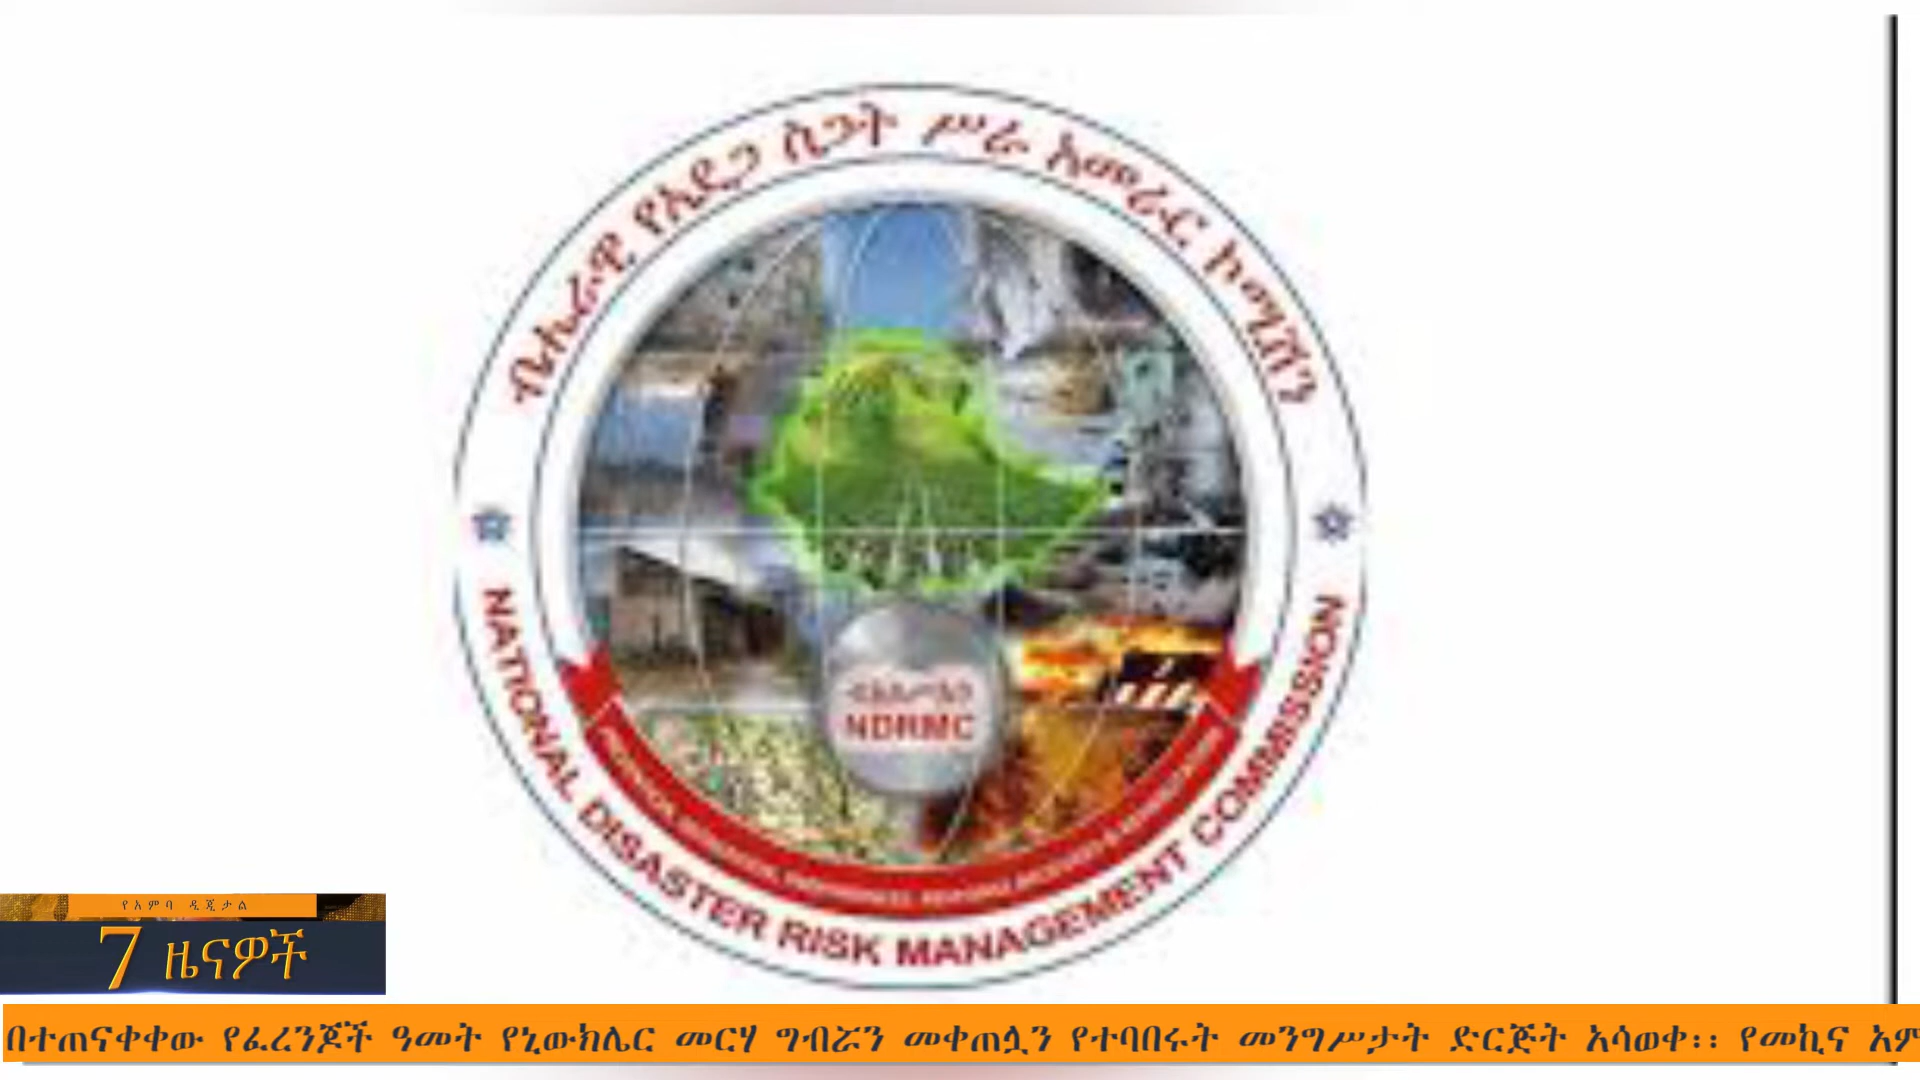 ብሔራዊ የአደጋ ስጋት ሥራ አመራር ኮሚሽን
NDRMC
NATIONAL DISASTER RISK MANAGEMENT COMMISSION
የአምባ ዲጂታል
7 ዜናዎች
በተጠናቀቀው የፈረንጆች ዓመት የኒውክሌር መርሃ ግብሯን መቀጠሏን የተባበሩት መንግሥታት ድርጅት አሳወቀ፡፡ የመኪና አም